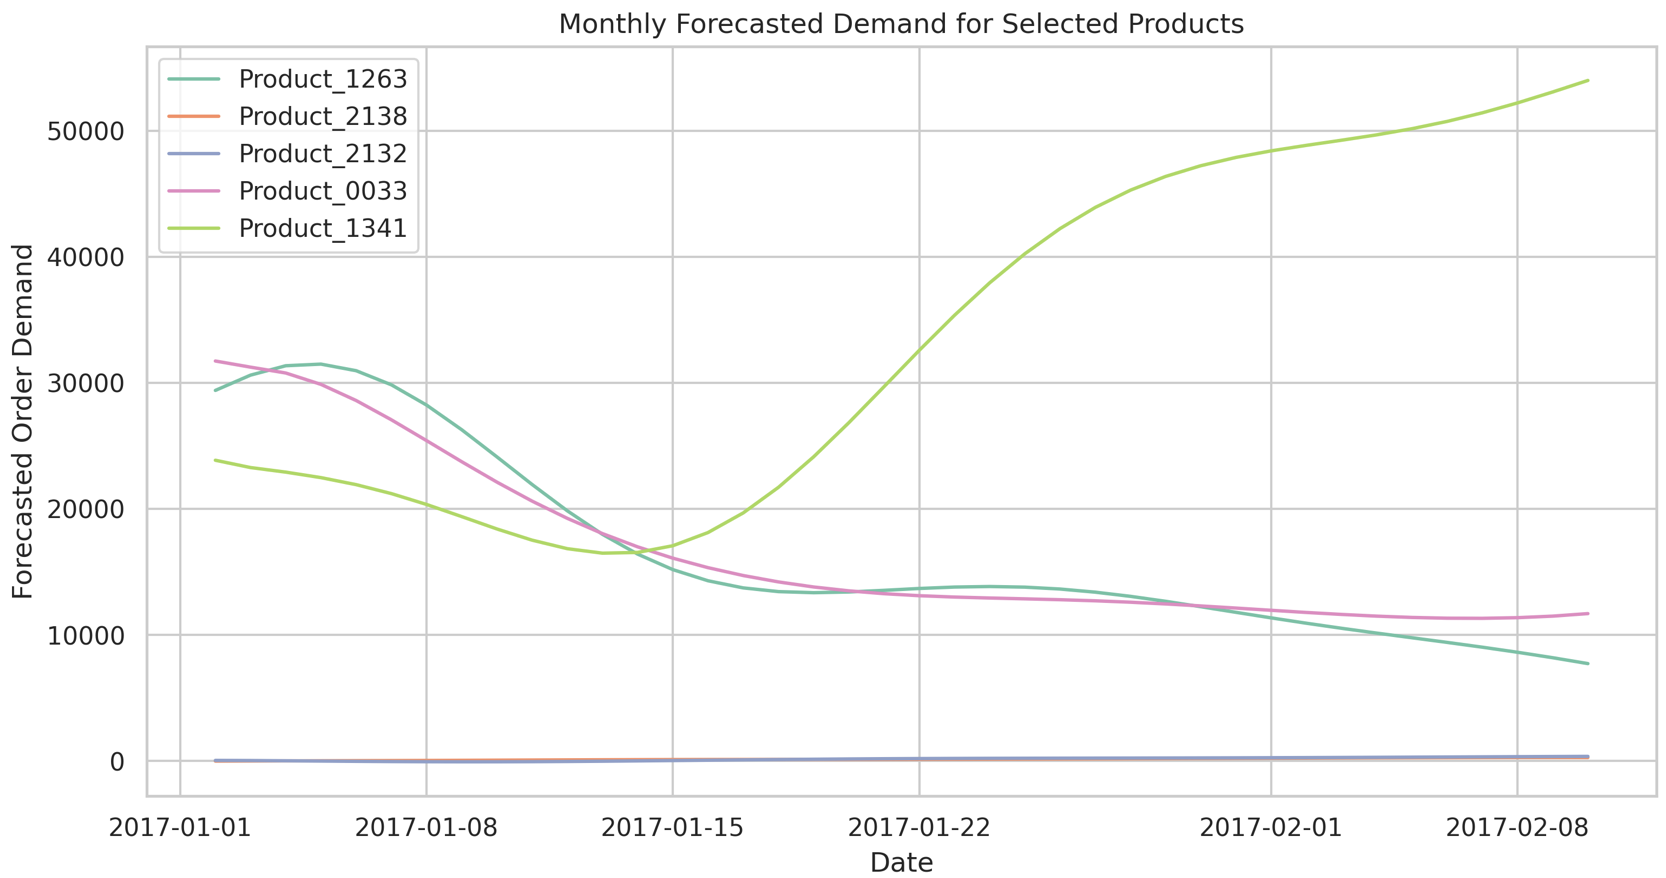 Monthly Forecasted Demand for Selected Products
Product_1263
Product_2138
Product_2132
Product_0033
Product_1341
Forecasted Order Demand
50000
40000
30000
20000
10000
0
2017-01-01 2017-01-08 2017-01-15 2017-01-22 2017-02-01 2017-02-08
Date